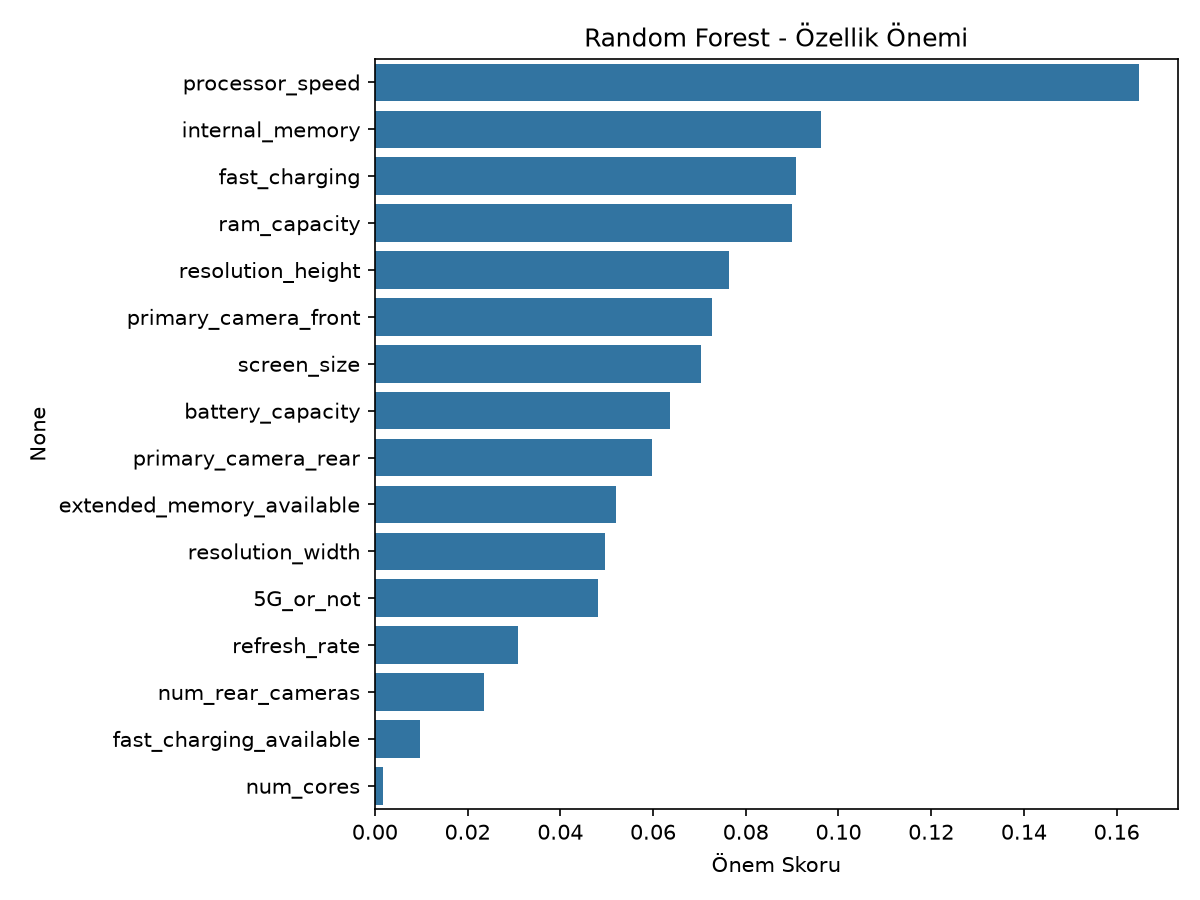 Random Forest - Özellik Önemi
processor_speed
internal_memory
fast_charging
ram_capacity
resolution_height
primary_camera_front
screen_size
battery_capacity
primary_camera_rear
extended_memory_available
resolution_width
5G_or_not
refresh_rate
num_rear_cameras
fast_charging_available
num_cores
None
0.00 0.02 0.04 0.06 0.08 0.10 0.12 0.14 0.16
Önem Skoru